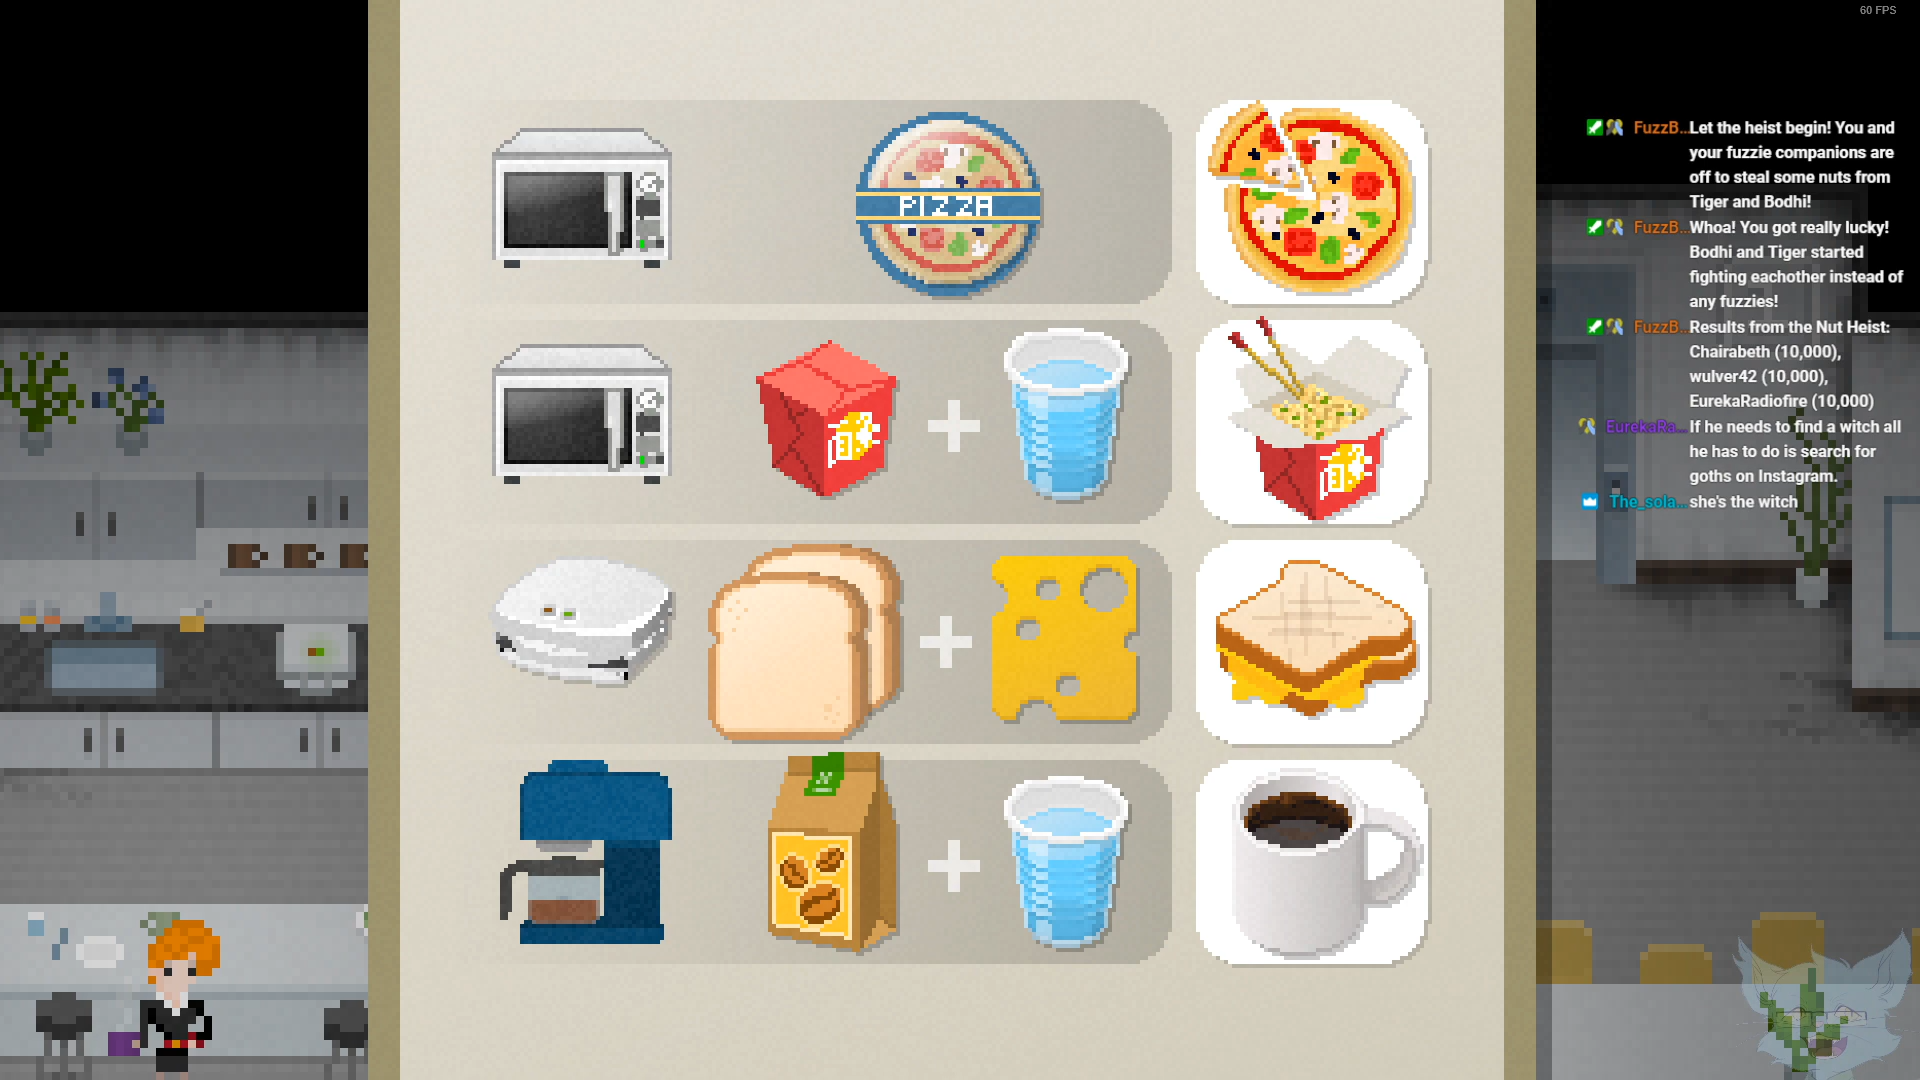 60 FPS
PIZZA
FuzzB... Let the heist begin! You and
your fuzzie companions are
off to steal some nuts from
Tiger and Bodhi!
FuzzB... Whoa! You got really lucky!
Bodhi and Tiger started
fighting eachother instead of
any fuzzies!
FuzzB... Results from the Nut Heist:
Chairabeth (10,000),
wulver42 (10,000),
EurekaRadiofire (10,000)
EurekaRa... If he needs to find a witch all
he has to do is search for
goths on Instagram.
The_sola... she's the witch